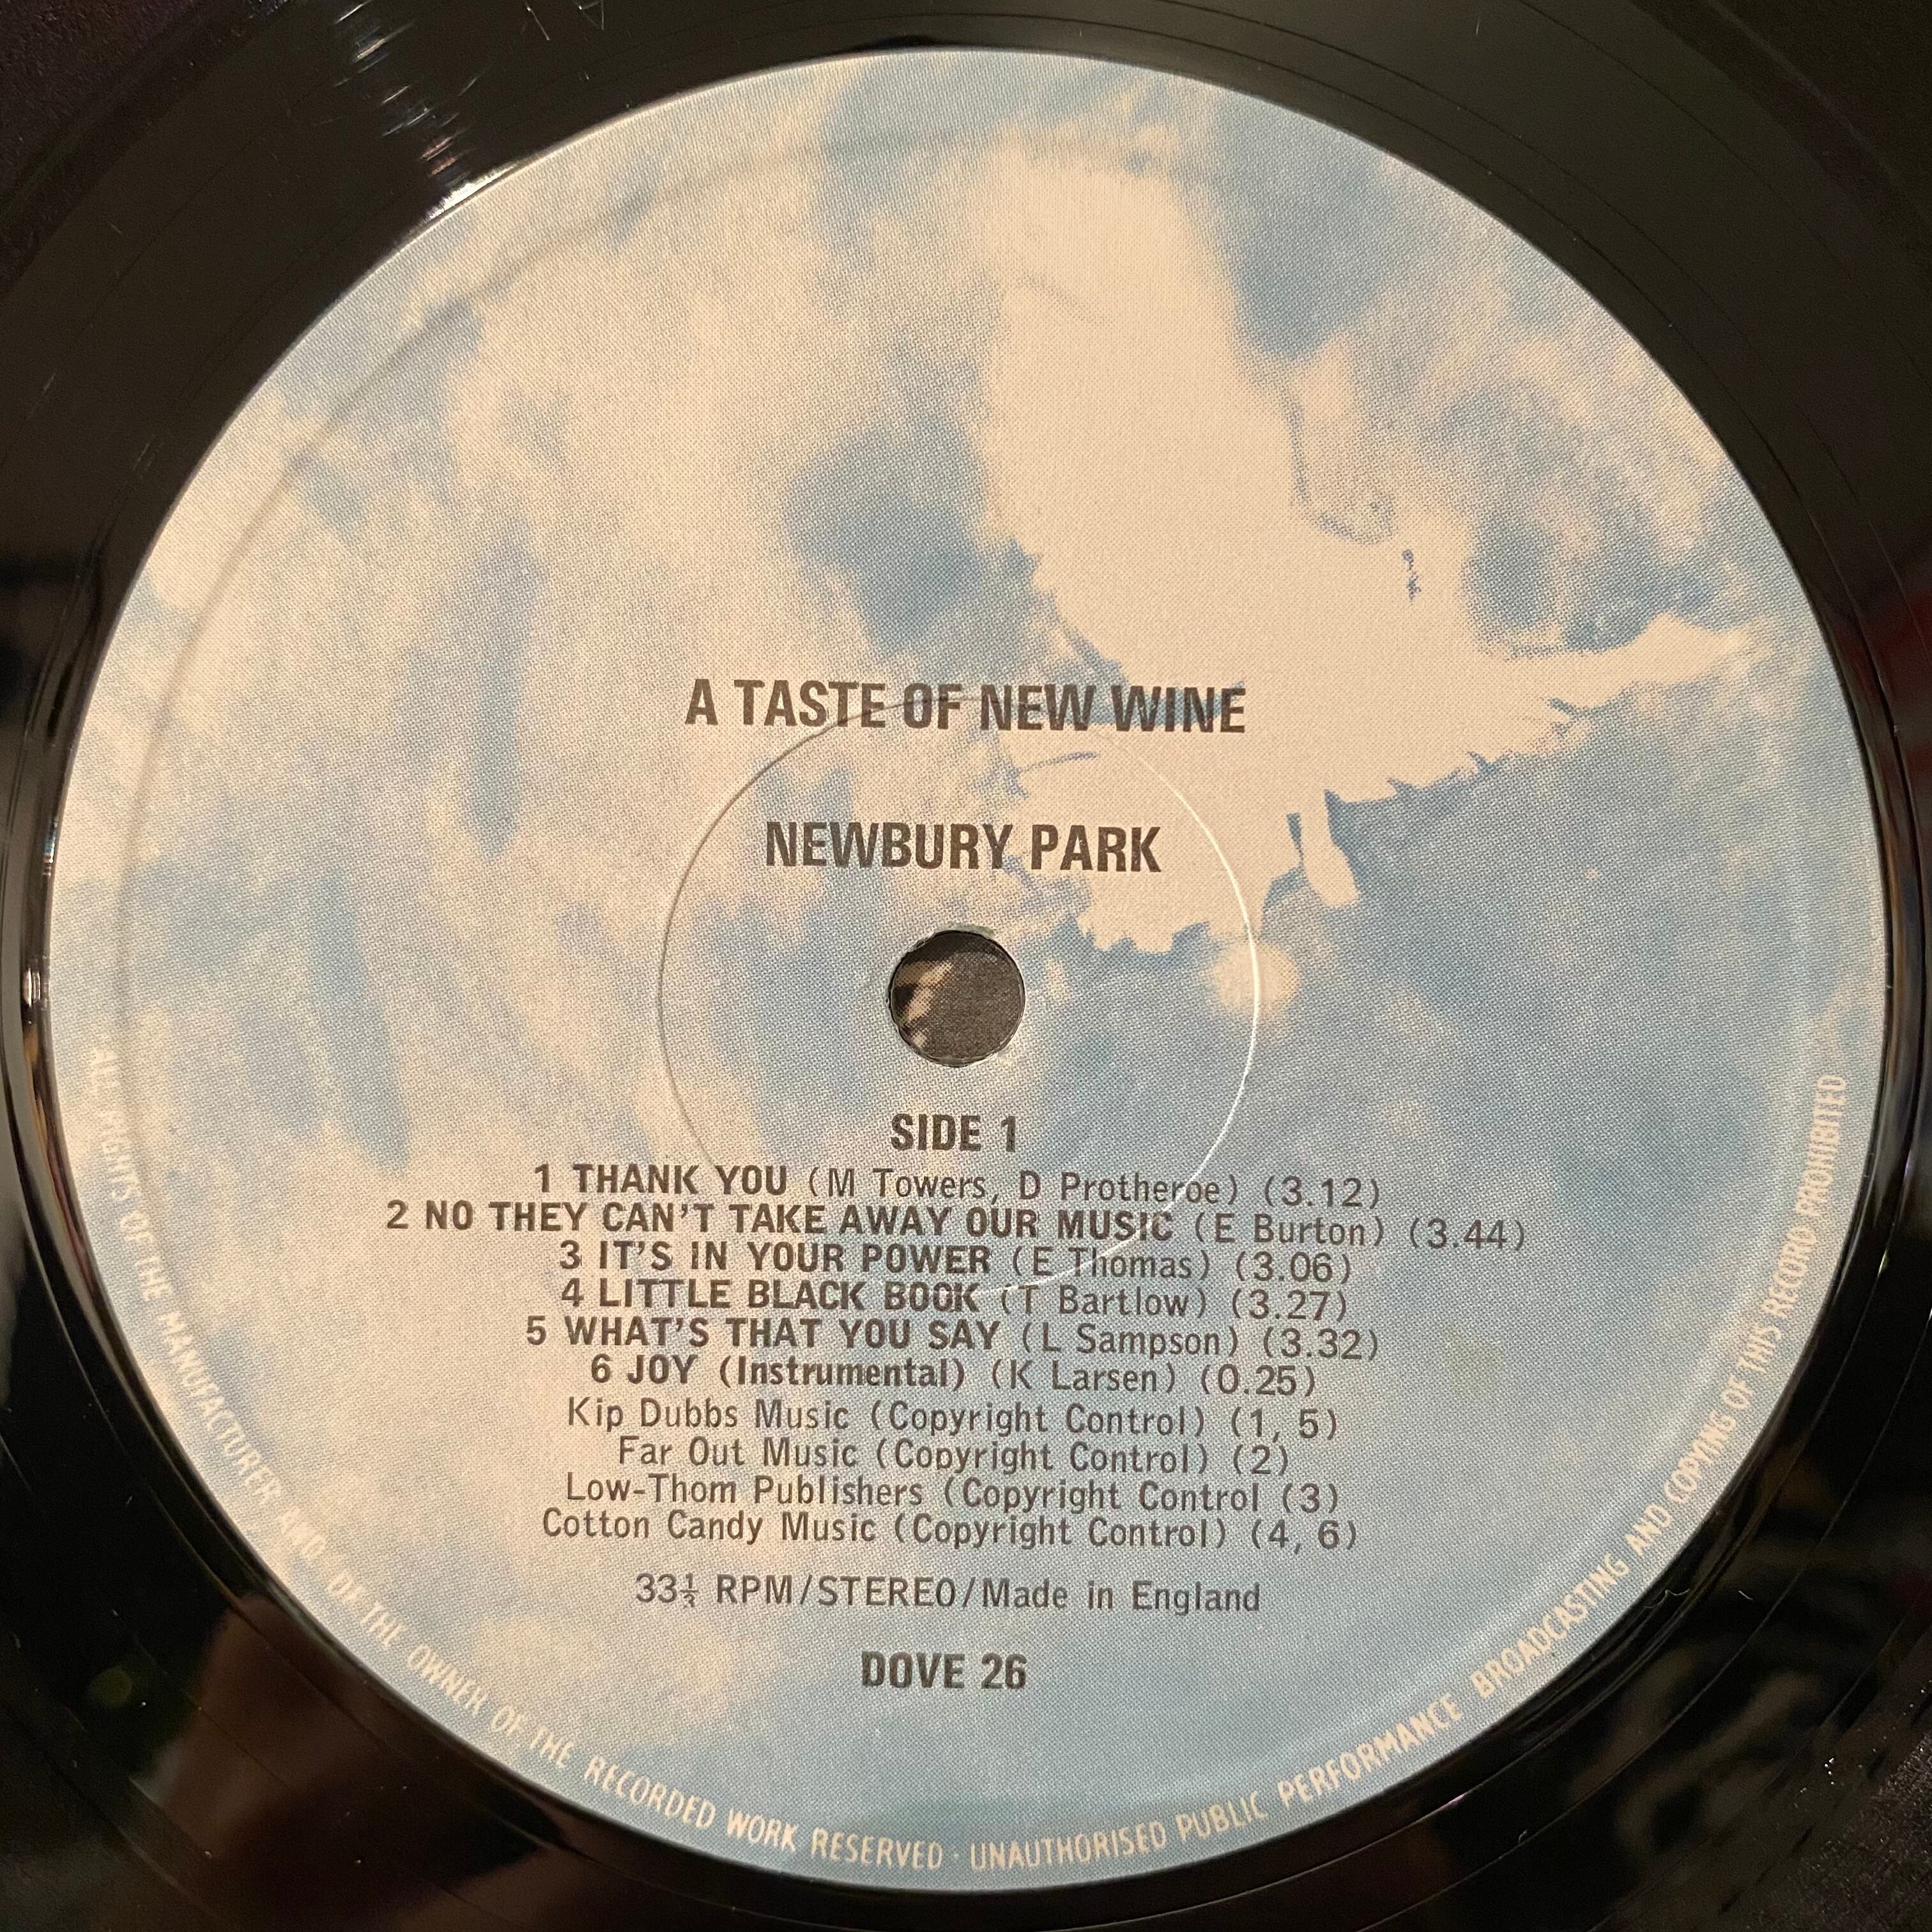 A TASTE OF NEW WINE
NEWBURY PARK
SIDE 1
1 THANK YOU (M Towers, D Protheroe) (3.12)
2 NO THEY CAN'T TAKE AWAY OUR MUSIC (E Burton) (3.44)
3 IT'S IN YOUR POWER (E Thomas) (3.06)
4 LITTLE BLACK BOOK (T Bartlow) (3.27)
5 WHAT'S THAT YOU SAY (L Sampson) (3.32)
6 JOY (Instrumental) (K Larsen) (0.25)
Kip Dubbs Music (Copyright Control) (1, 5)
Far Out Music (Copyright Control) (2)
Low-Thom Publishers (Copyright Control (3)
Cotton Candy Music (Copyright Control) (4, 6)
33⅓ RPM/STEREO/Made in England
DOVE 26
ALL RIGHTS OF THE MANUFACTURER AND OF THE OWNER OF THE RECORDED WORK RESERVED · UNAUTHORISED PUBLIC PERFORMANCE BROADCASTING AND COPYING OF THIS RECORD PROHIBITED